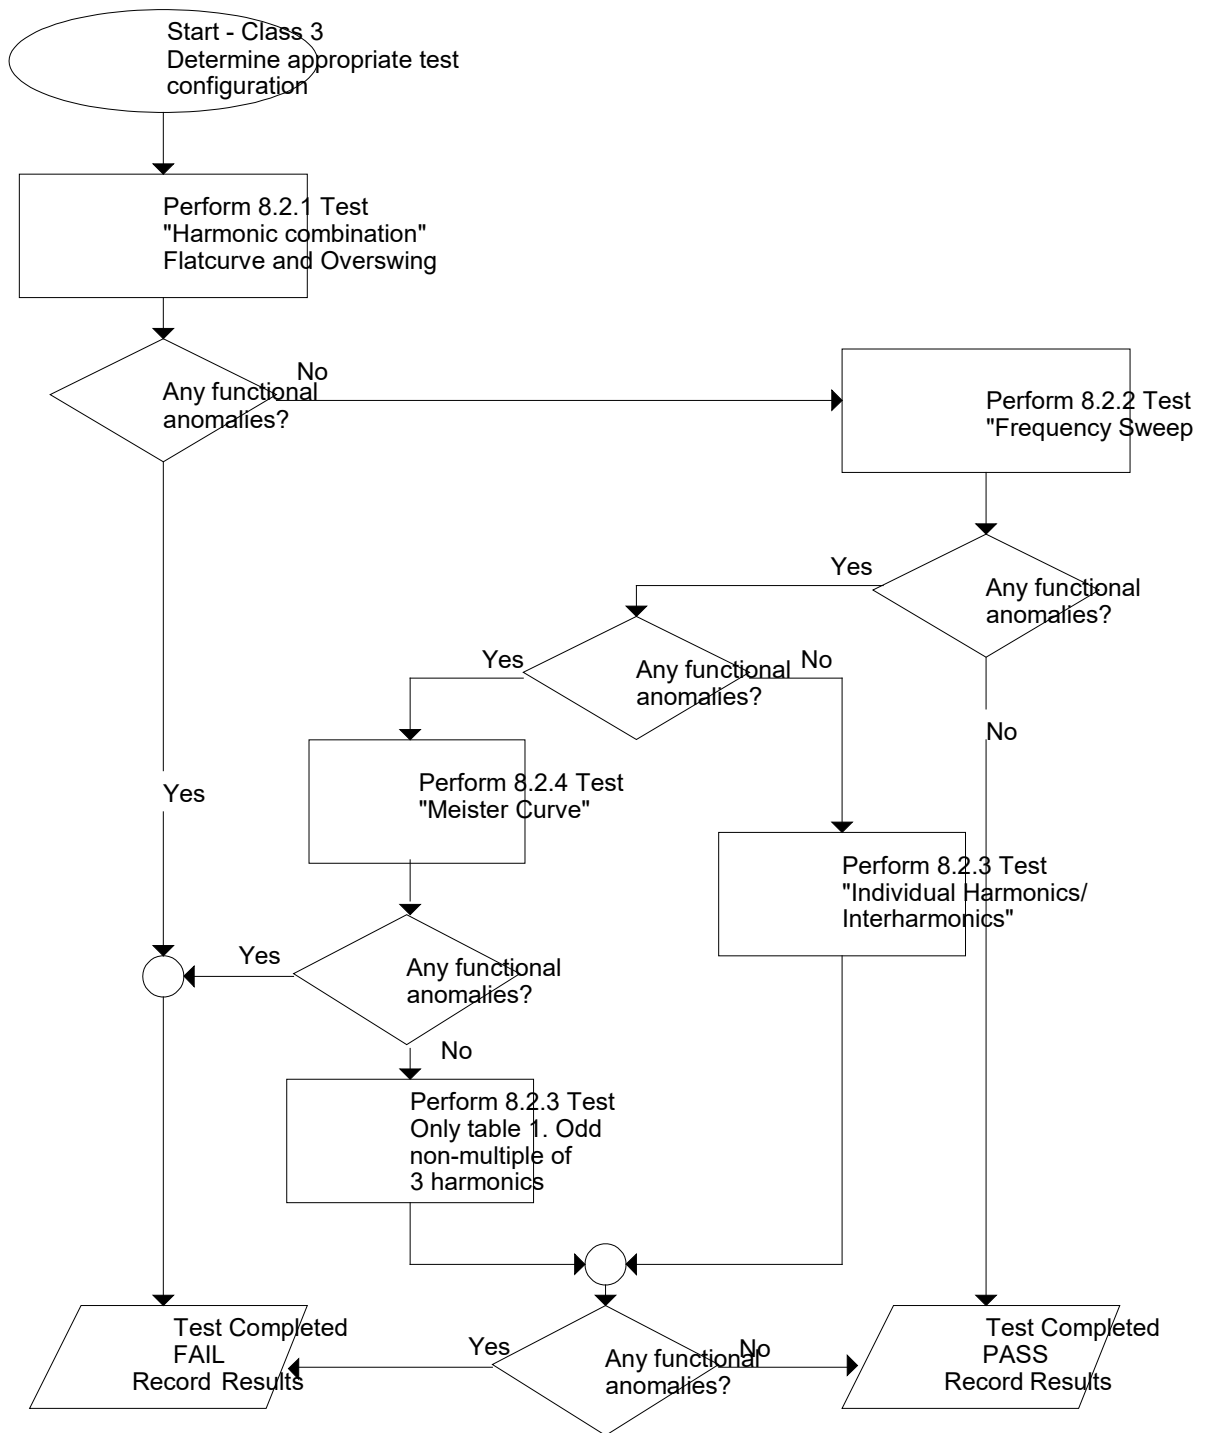 Start - Class 3
Determine appropriate test
configuration
Perform 8.2.1 Test
"Harmonic combination"
Flatcurve and Overswing
No
Any functional
anomalies?
Perform 8.2.2 Test
"Frequency Sweep
Yes
Any functional
anomalies?
Yes
Any functional
anomalies?
No
No
Perform 8.2.4 Test
"Meister Curve"
Yes
Perform 8.2.3 Test
"Individual Harmonics/
Interharmonics"
Yes
Any functional
anomalies?
No
Perform 8.2.3 Test
Only table 1. Odd
non-multiple of
3 harmonics
Test Completed
FAIL
Record Results
Yes
Any functional
anomalies?
No
Test Completed
PASS
Record Results